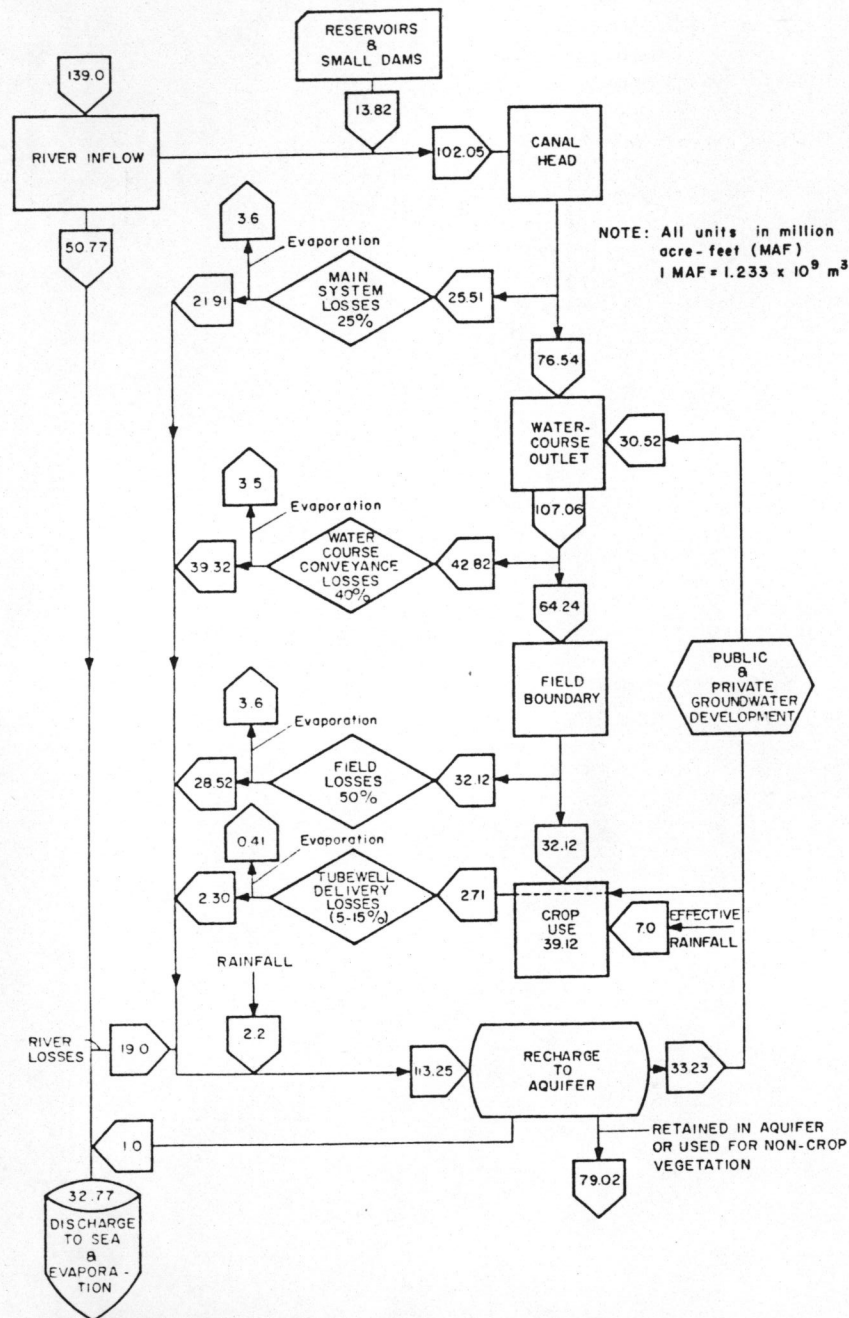 RESERVOIRS
&
SMALL DAMS
139.0
13.82
RIVER INFLOW
102.05
CANAL
HEAD
NOTE: All units in million
acre-feet (MAF)
1 MAF = 1.233 x 10⁹ m³
50.77
3.6
Evaporation
21.91
MAIN
SYSTEM
LOSSES
25%
25.51
76.54
WATER-
COURSE
OUTLET
30.52
107.06
3.5
Evaporation
39.32
WATER
COURSE
CONVEYANCE
LOSSES
40%
42.82
64.24
FIELD
BOUNDARY
PUBLIC
&
PRIVATE
GROUNDWATER
DEVELOPMENT
3.6
Evaporation
28.52
FIELD
LOSSES
50%
32.12
32.12
0.41
Evaporation
2.30
TUBEWELL
DELIVERY
LOSSES
(5-15%)
2.71
CROP
USE
39.12
7.0
EFFECTIVE
RAINFALL
RAINFALL
2.2
RIVER
LOSSES
19.0
113.25
RECHARGE
TO
AQUIFER
33.23
1.0
RETAINED IN AQUIFER
OR USED FOR NON-CROP
VEGETATION
79.02
32.77
DISCHARGE
TO SEA
&
EVAPORA-
TION